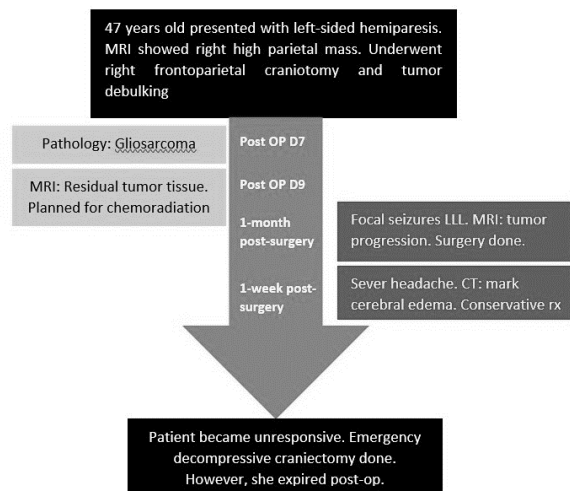 47 years old presented with left-sided hemiparesis.
MRI showed right high parietal mass. Underwent
right frontoparietal craniotomy and tumor
debulking
Pathology: Gliosarcoma
Post OP D7
MRI: Residual tumor tissue.
Planned for chemoradiation
Post OP D9
1-month
post-surgery
Focal seizures LLL. MRI: tumor
progression. Surgery done.
1-week post-
surgery
Sever headache. CT: mark
cerebral edema. Conservative rx
Patient became unresponsive. Emergency
decompressive craniectomy done.
However, she expired post-op.